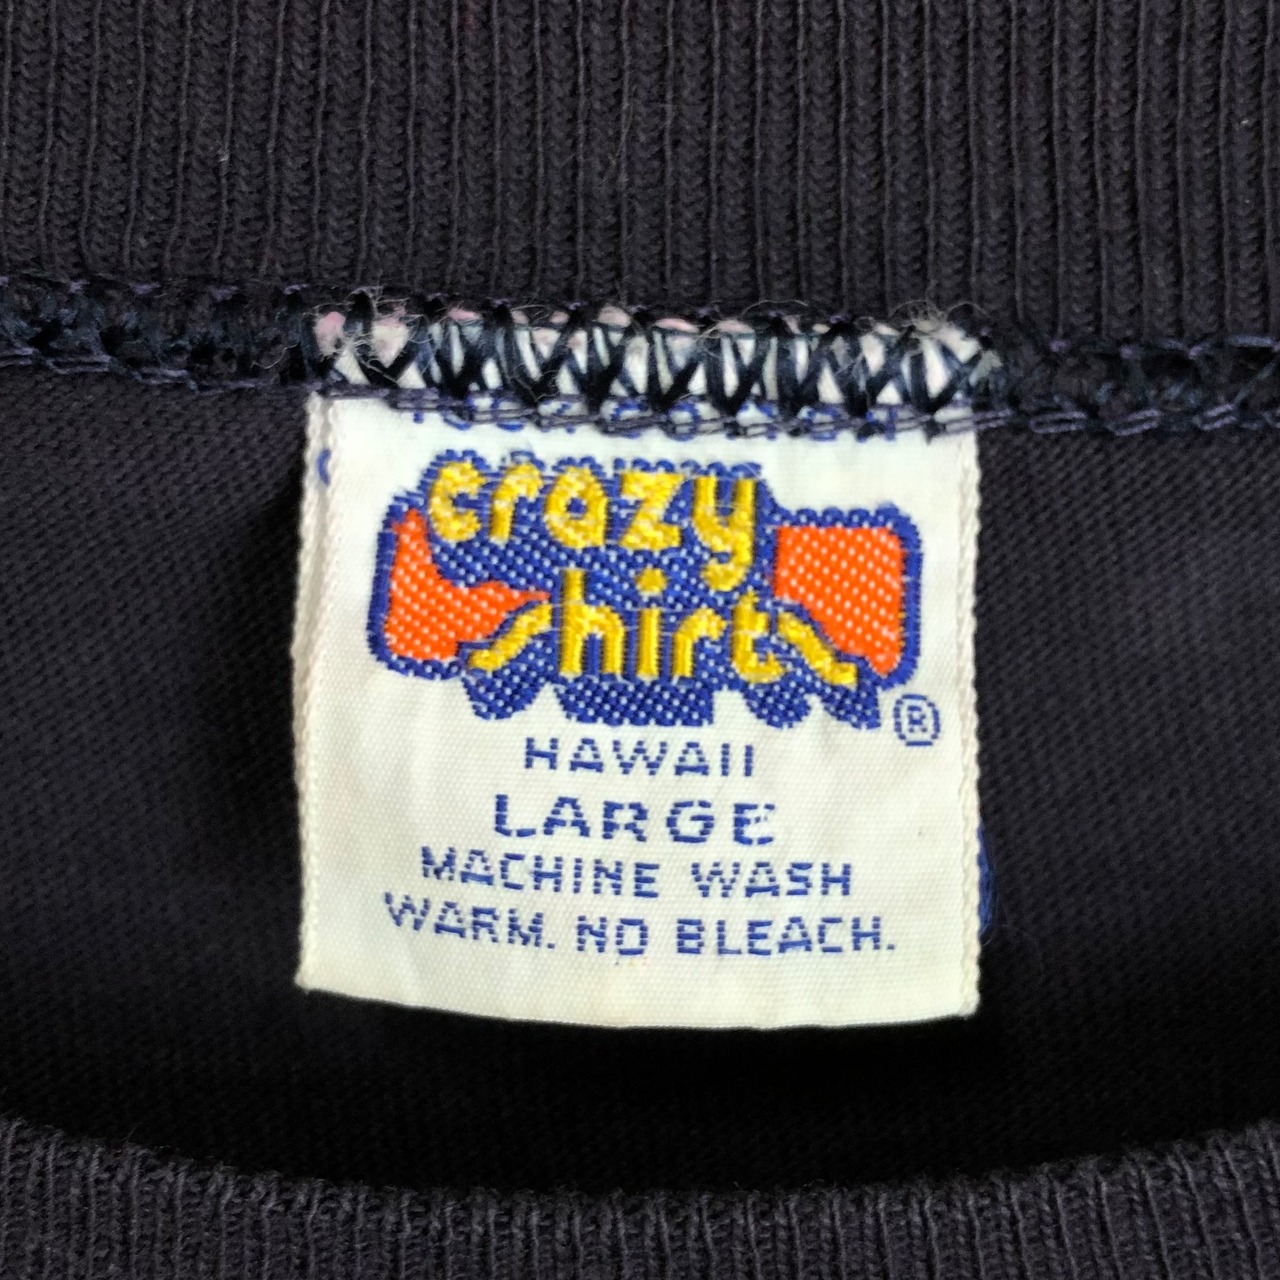 crazy
shirts
®
HAWAII
LARGE
MACHINE WASH
WARM. NO BLEACH.